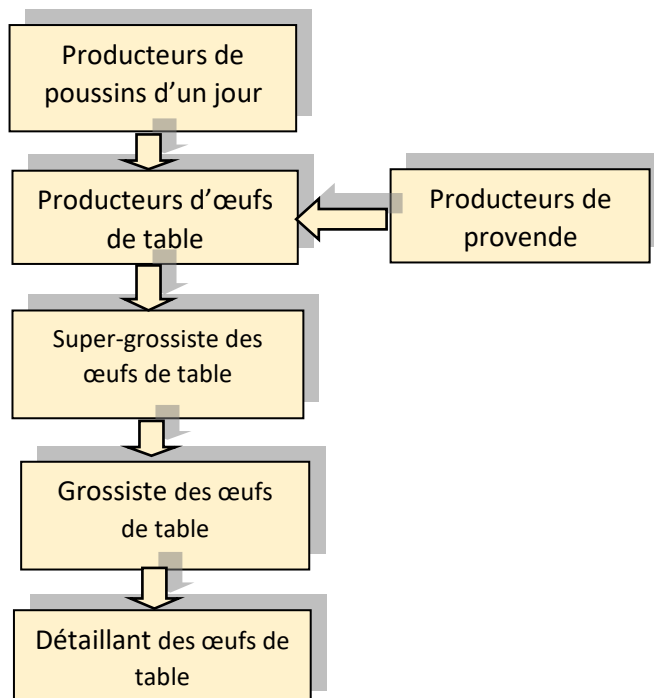 Producteurs de
poussins d’un jour
Producteurs d’œufs
de table
Producteurs de
provende
Super-grossiste des
œufs de table
Grossiste des œufs
de table
Détaillant des œufs de
table